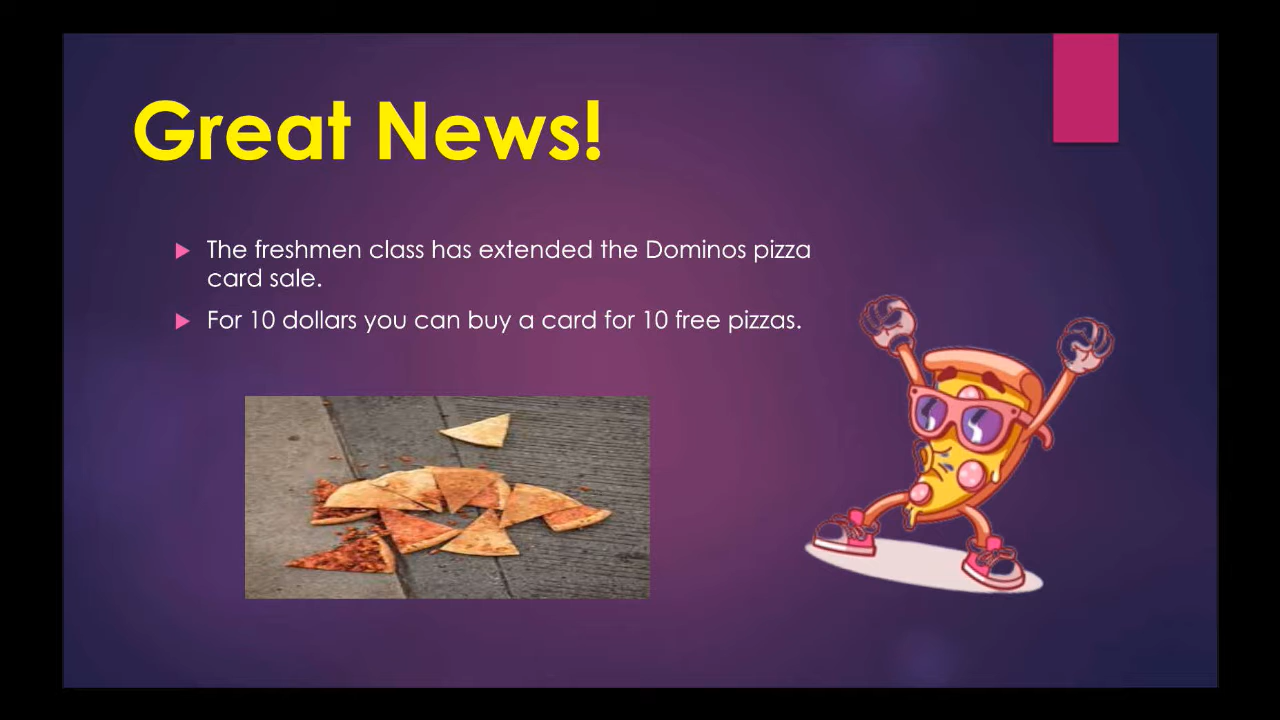 Great News!
The freshmen class has extended the Dominos pizza
card sale.
For 10 dollars you can buy a card for 10 free pizzas.